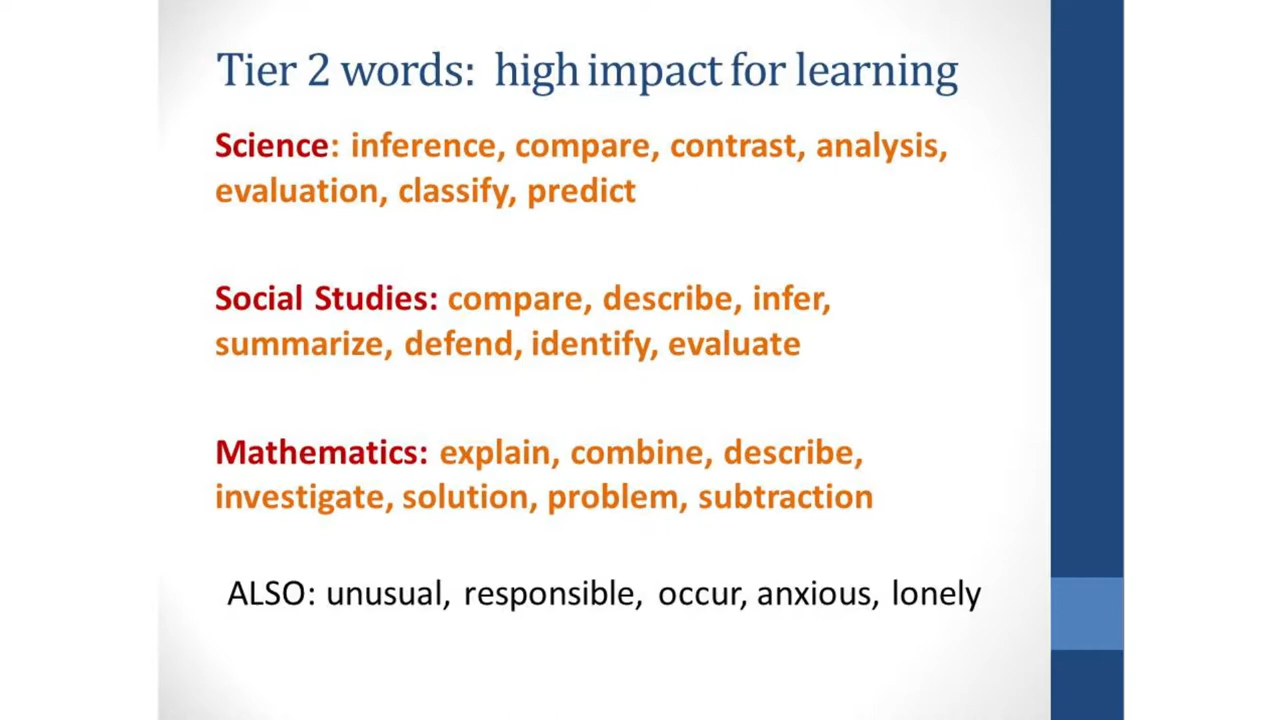 Tier 2 words: high impact for learning
Science: inference, compare, contrast, analysis,
evaluation, classify, predict
Social Studies: compare, describe, infer,
summarize, defend, identify, evaluate
Mathematics: explain, combine, describe,
investigate, solution, problem, subtraction
ALSO: unusual, responsible, occur, anxious, lonely